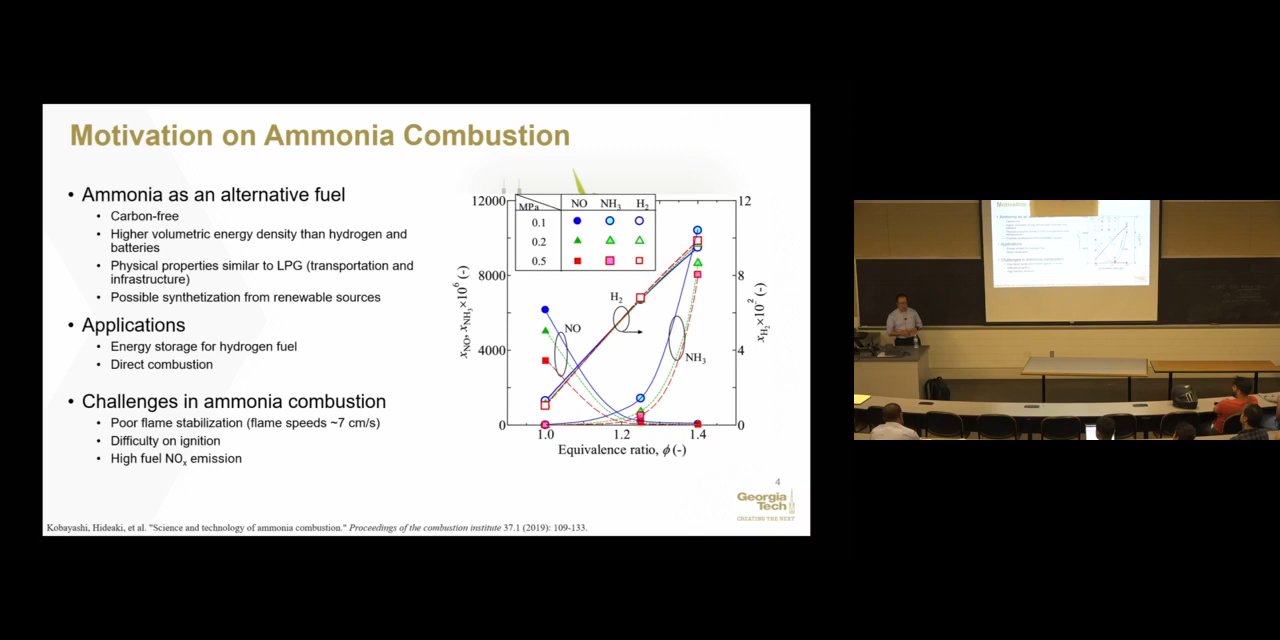 Motivation on Ammonia Combustion
• Ammonia as an alternative fuel
• Carbon-free
• Higher volumetric energy density than hydrogen and
batteries
• Physical properties similar to LPG (transportation and
infrastructure)
• Possible synthetization from renewable sources
• Applications
• Energy storage for hydrogen fuel
• Direct combustion
• Challenges in ammonia combustion
• Poor flame stabilization (flame speeds ~7 cm/s)
• Difficulty on ignition
• High fuel NOx emission
MPa NO NH3 H2
0.1
0.2
0.5
12000
8000
4000
0
xNO, xNH3×10^6 (-)
12
8
4
0
xH2×10^-2 (-)
H2
NO
NH3
1.0 1.2 1.4
Equivalence ratio, ϕ (-)
4
Georgia
Tech
CREATING THE NEXT
Kobayashi, Hideaki, et al. "Science and technology of ammonia combustion." Proceedings of the combustion institute 37.1 (2019): 109-133.